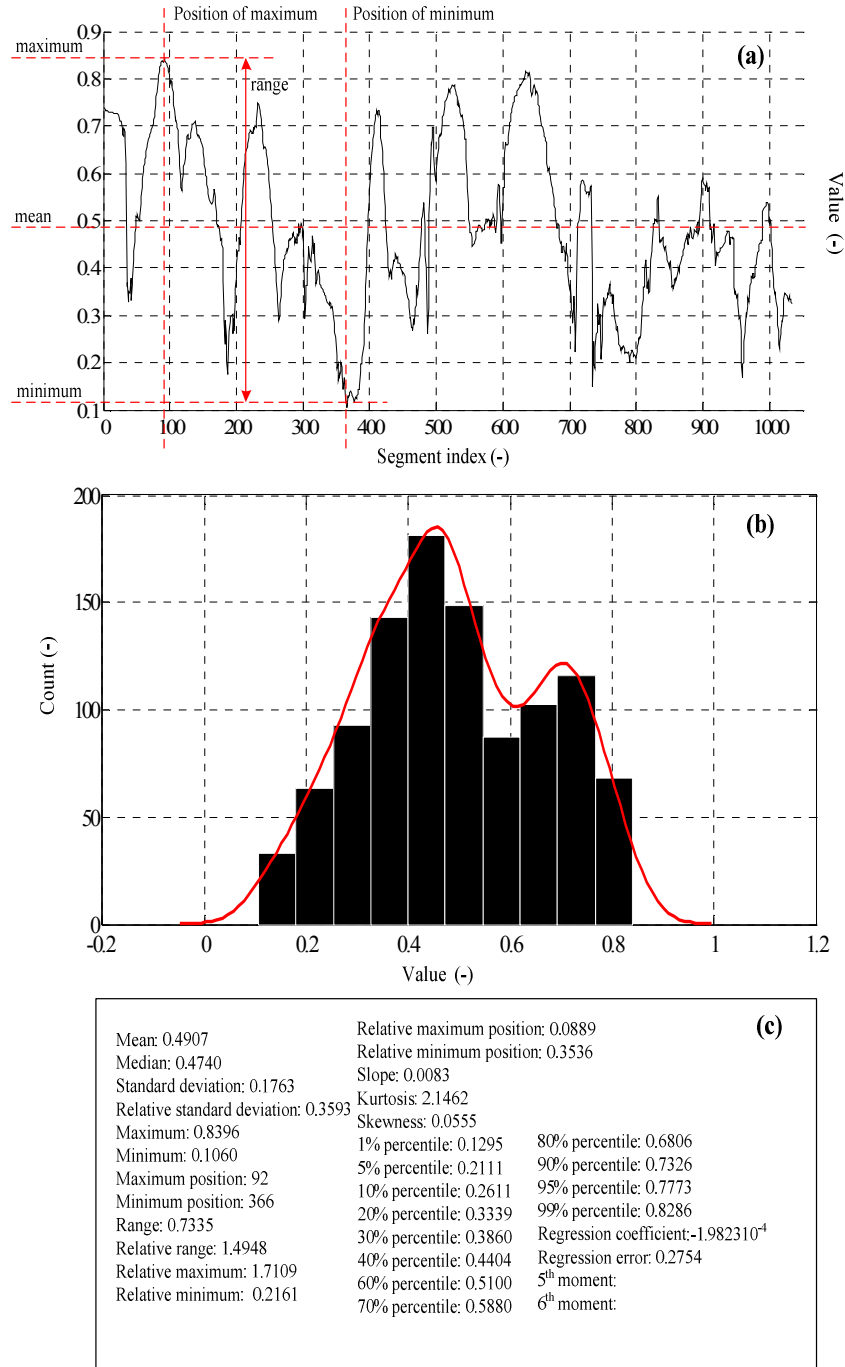 Position of maximum
Position of minimum
(a)
maximum
range
mean
minimum
0.9
0.8
0.7
0.6
0.5
0.4
0.3
0.2
0.1
Value (-)
0 100 200 300 400 500 600 700 800 900 1000
Segment index (-)
(b)
200
150
100
50
0
Count (-)
-0.2 0 0.2 0.4 0.6 0.8 1 1.2
Value (-)
(c)
Mean: 0.4907
Median: 0.4740
Standard deviation: 0.1763
Relative standard deviation: 0.3593
Maximum: 0.8396
Minimum: 0.1060
Maximum position: 92
Minimum position: 366
Range: 0.7335
Relative range: 1.4948
Relative maximum: 1.7109
Relative minimum: 0.2161
Relative maximum position: 0.0889
Relative minimum position: 0.3536
Slope: 0.0083
Kurtosis: 2.1462
Skewness: 0.0555
1% percentile: 0.1295
5% percentile: 0.2111
10% percentile: 0.2611
20% percentile: 0.3339
30% percentile: 0.3860
40% percentile: 0.4404
60% percentile: 0.5100
70% percentile: 0.5880
80% percentile: 0.6806
90% percentile: 0.7326
95% percentile: 0.7773
99% percentile: 0.8286
Regression coefficient:-1.982310⁻⁴
Regression error: 0.2754
5ᵗʰ moment:
6ᵗʰ moment: